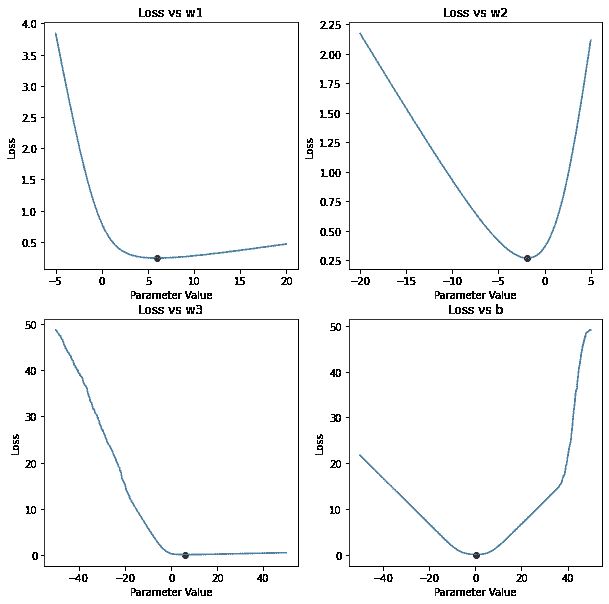 Loss vs w1
4.0
3.5
3.0
2.5
2.0
1.5
1.0
0.5
Loss
-5 0 5 10 15 20
Parameter Value
Loss vs w2
2.25
2.00
1.75
1.50
1.25
1.00
0.75
0.50
0.25
Loss
−20 −15 −10 −5 0 5
Parameter Value
Loss vs w3
50
40
30
20
10
0
Loss
−40 −20 0 20 40
Parameter Value
Loss vs b
50
40
30
20
10
0
Loss
−40 −20 0 20 40
Parameter Value